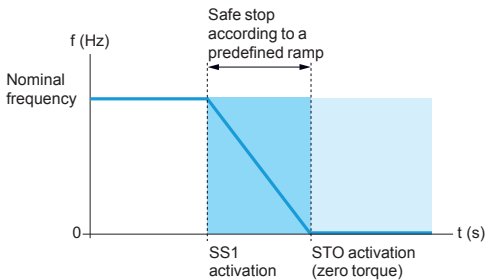 Safe stop
according to a
predefined ramp
f (Hz)
Nominal
frequency
0
t (s)
SS1
activation
STO activation
(zero torque)